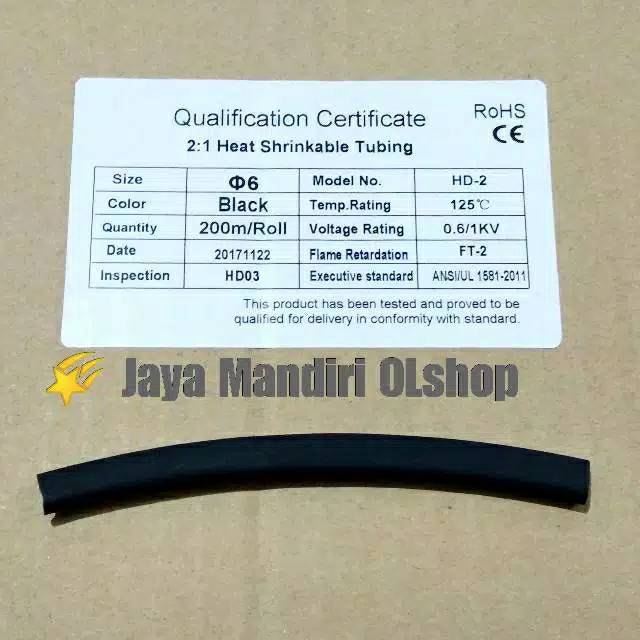 Qualification Certificate
RoHS
CE
2:1 Heat Shrinkable Tubing
Size Φ6 Model No. HD-2
Color Black Temp.Rating 125℃
Quantity 200m/Roll Voltage Rating 0.6/1KV
Date 20171122 Flame Retardation FT-2
Inspection HD03 Executive standard ANSI/UL 1581-2011
This product has been tested and proved to be
qualified for delivery in conformity with standard.
Jaya Mandiri OLshop